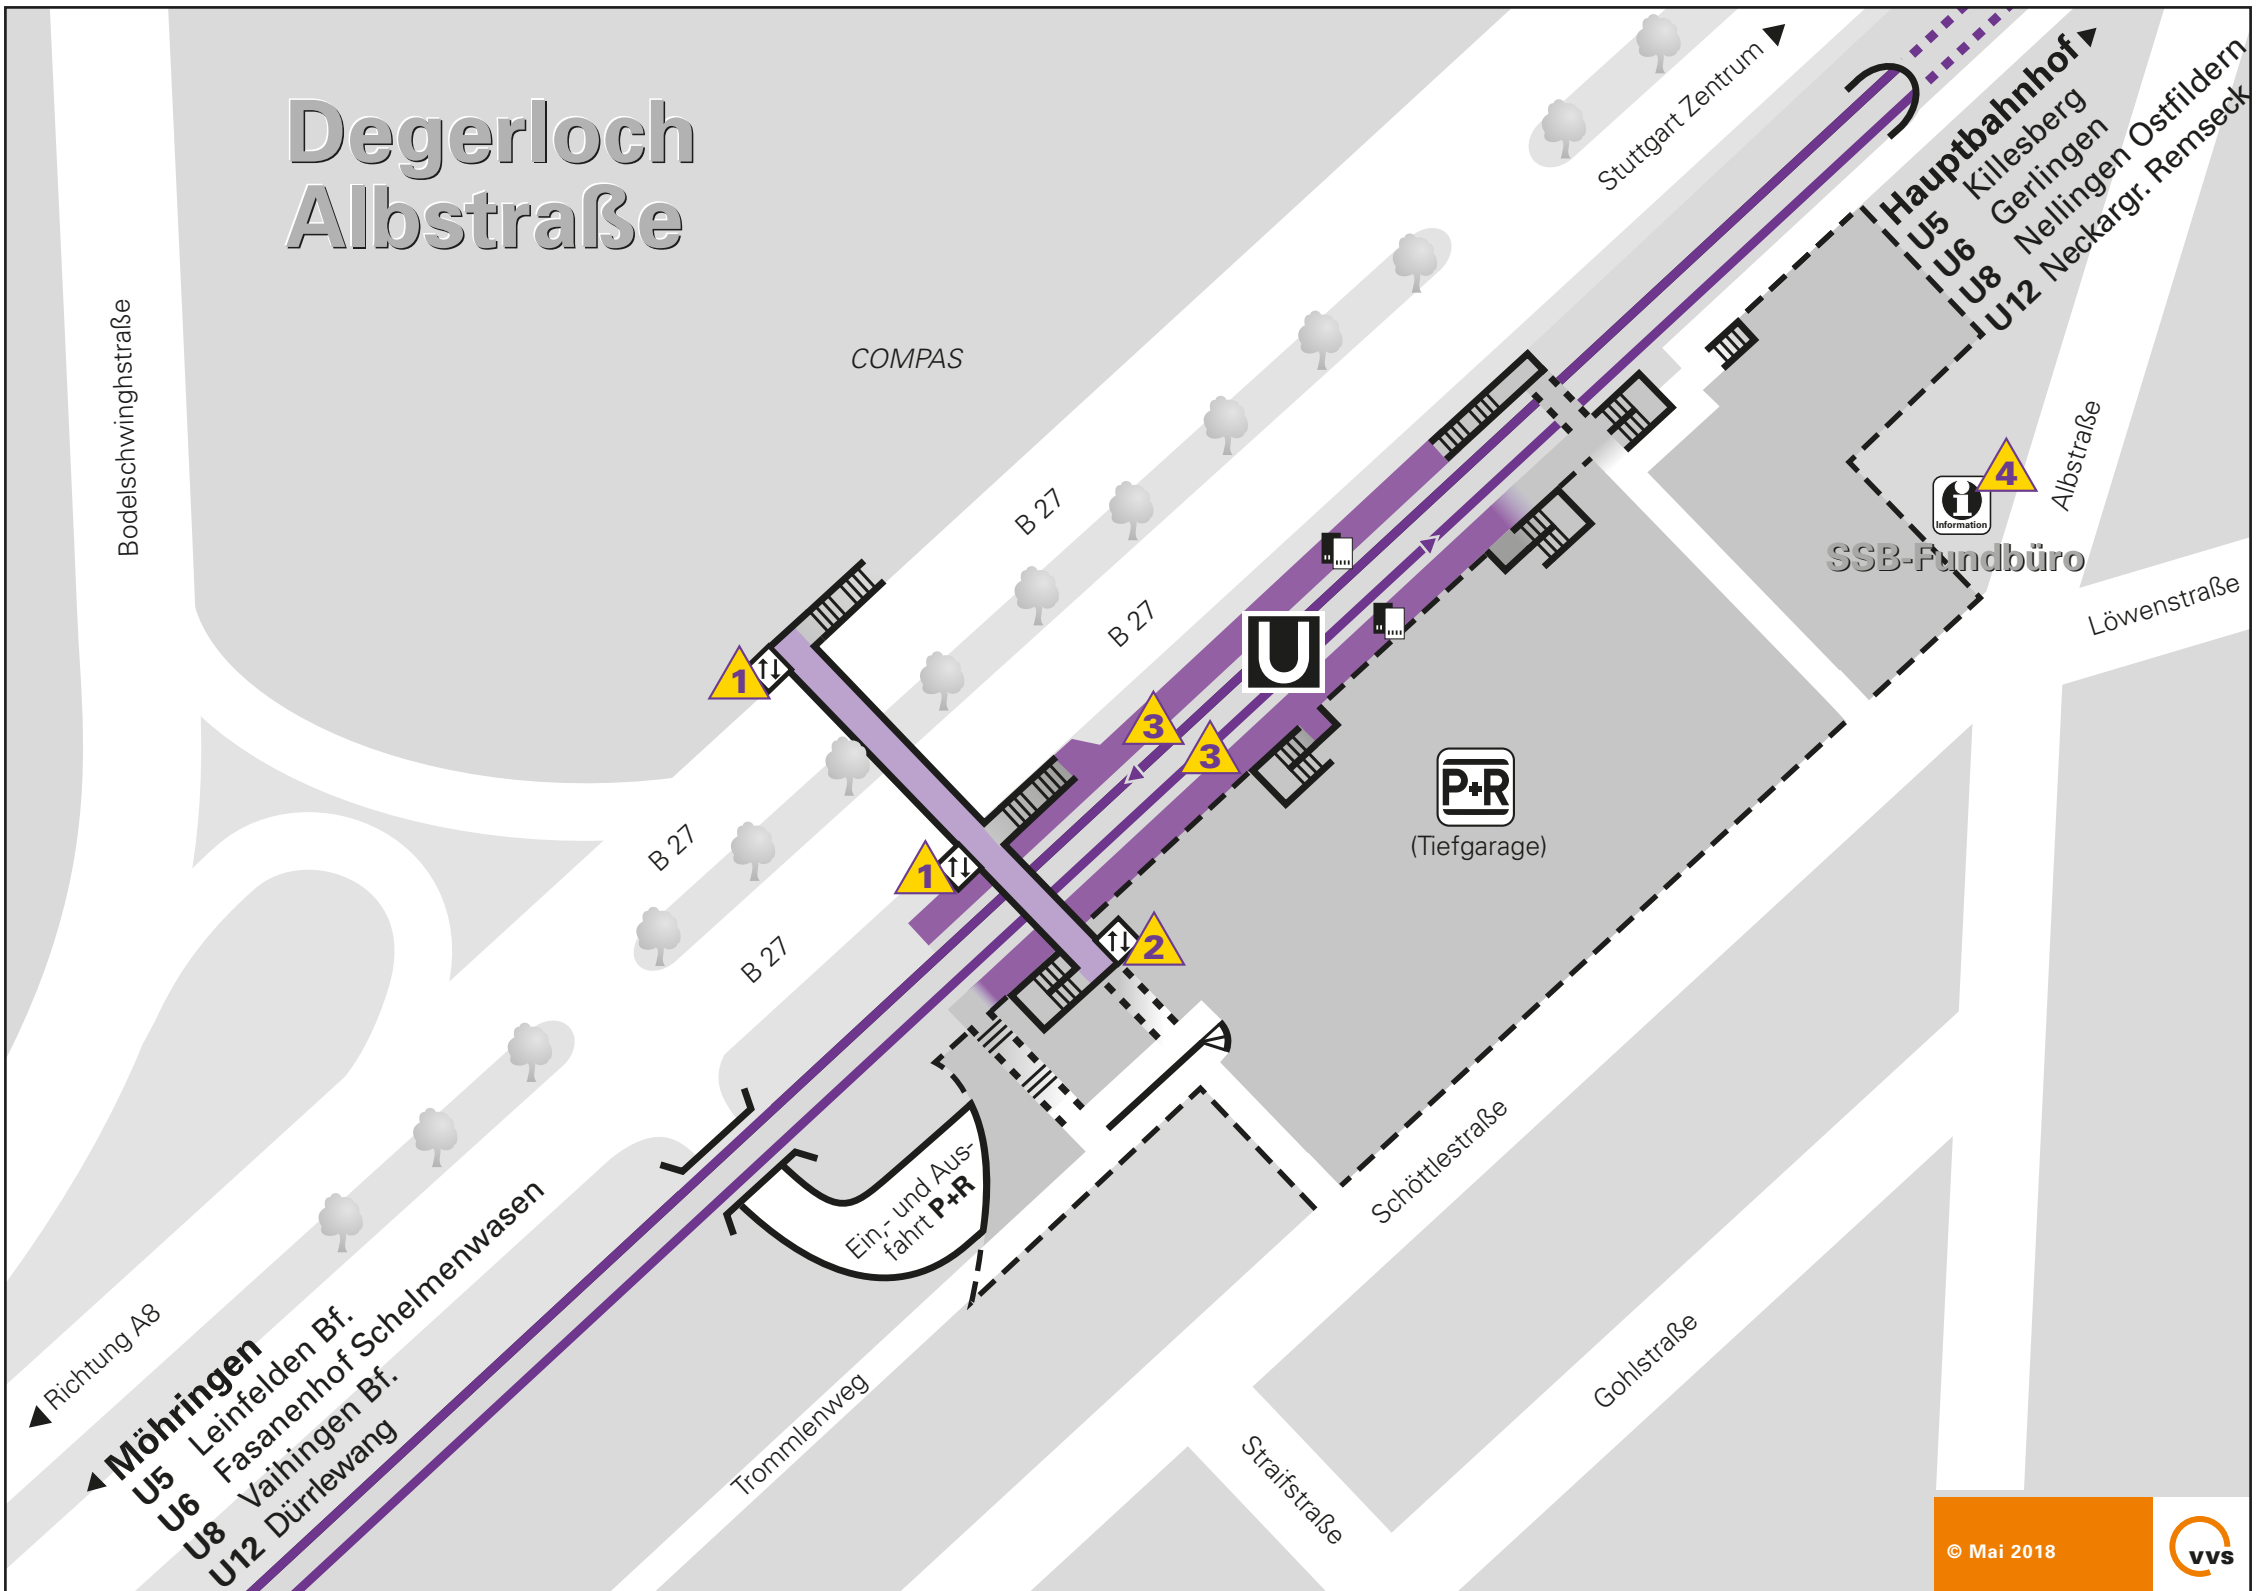 Degerloch
Albstraße
Stuttgart Zentrum
Hauptbahnhof
U5 Killesberg
U6 Gerlingen
U8 Nellingen Ostfildern
U12 Neckargr. Remseck
Bodelschwinghstraße
COMPAS
B 27
B 27
B 27
B 27
Albstraße
4
i
Information
SSB-Fundbüro
Löwenstraße
1
U
3
3
1
2
P+R
(Tiefgarage)
Schöttlestraße
Ein,- und Aus-
fahrt P+R
Richtung A8
Möhringen
U5 Leinfelden Bf.
U6 Fasanenhof Schelmenwasen
U8 Vaihingen Bf.
U12 Dürrlewang
Trommlenweg
Gohlstraße
Straifstraße
© Mai 2018
vvs